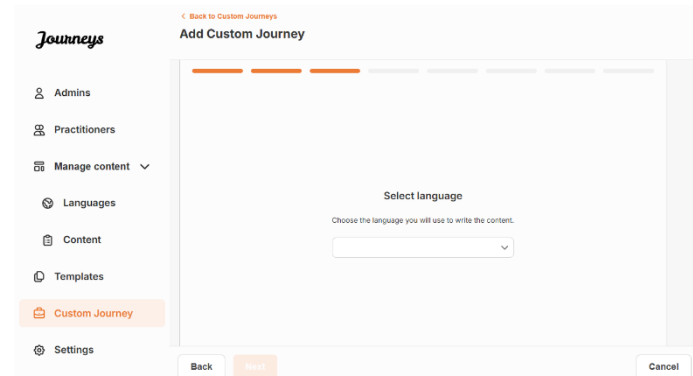 Journeys
Admins
Practitioners
Manage content
Languages
Content
Templates
Custom Journey
Settings
Back to Custom Journeys
Add Custom Journey
Select language
Choose the language you will use to write the content.
Back
Next
Cancel